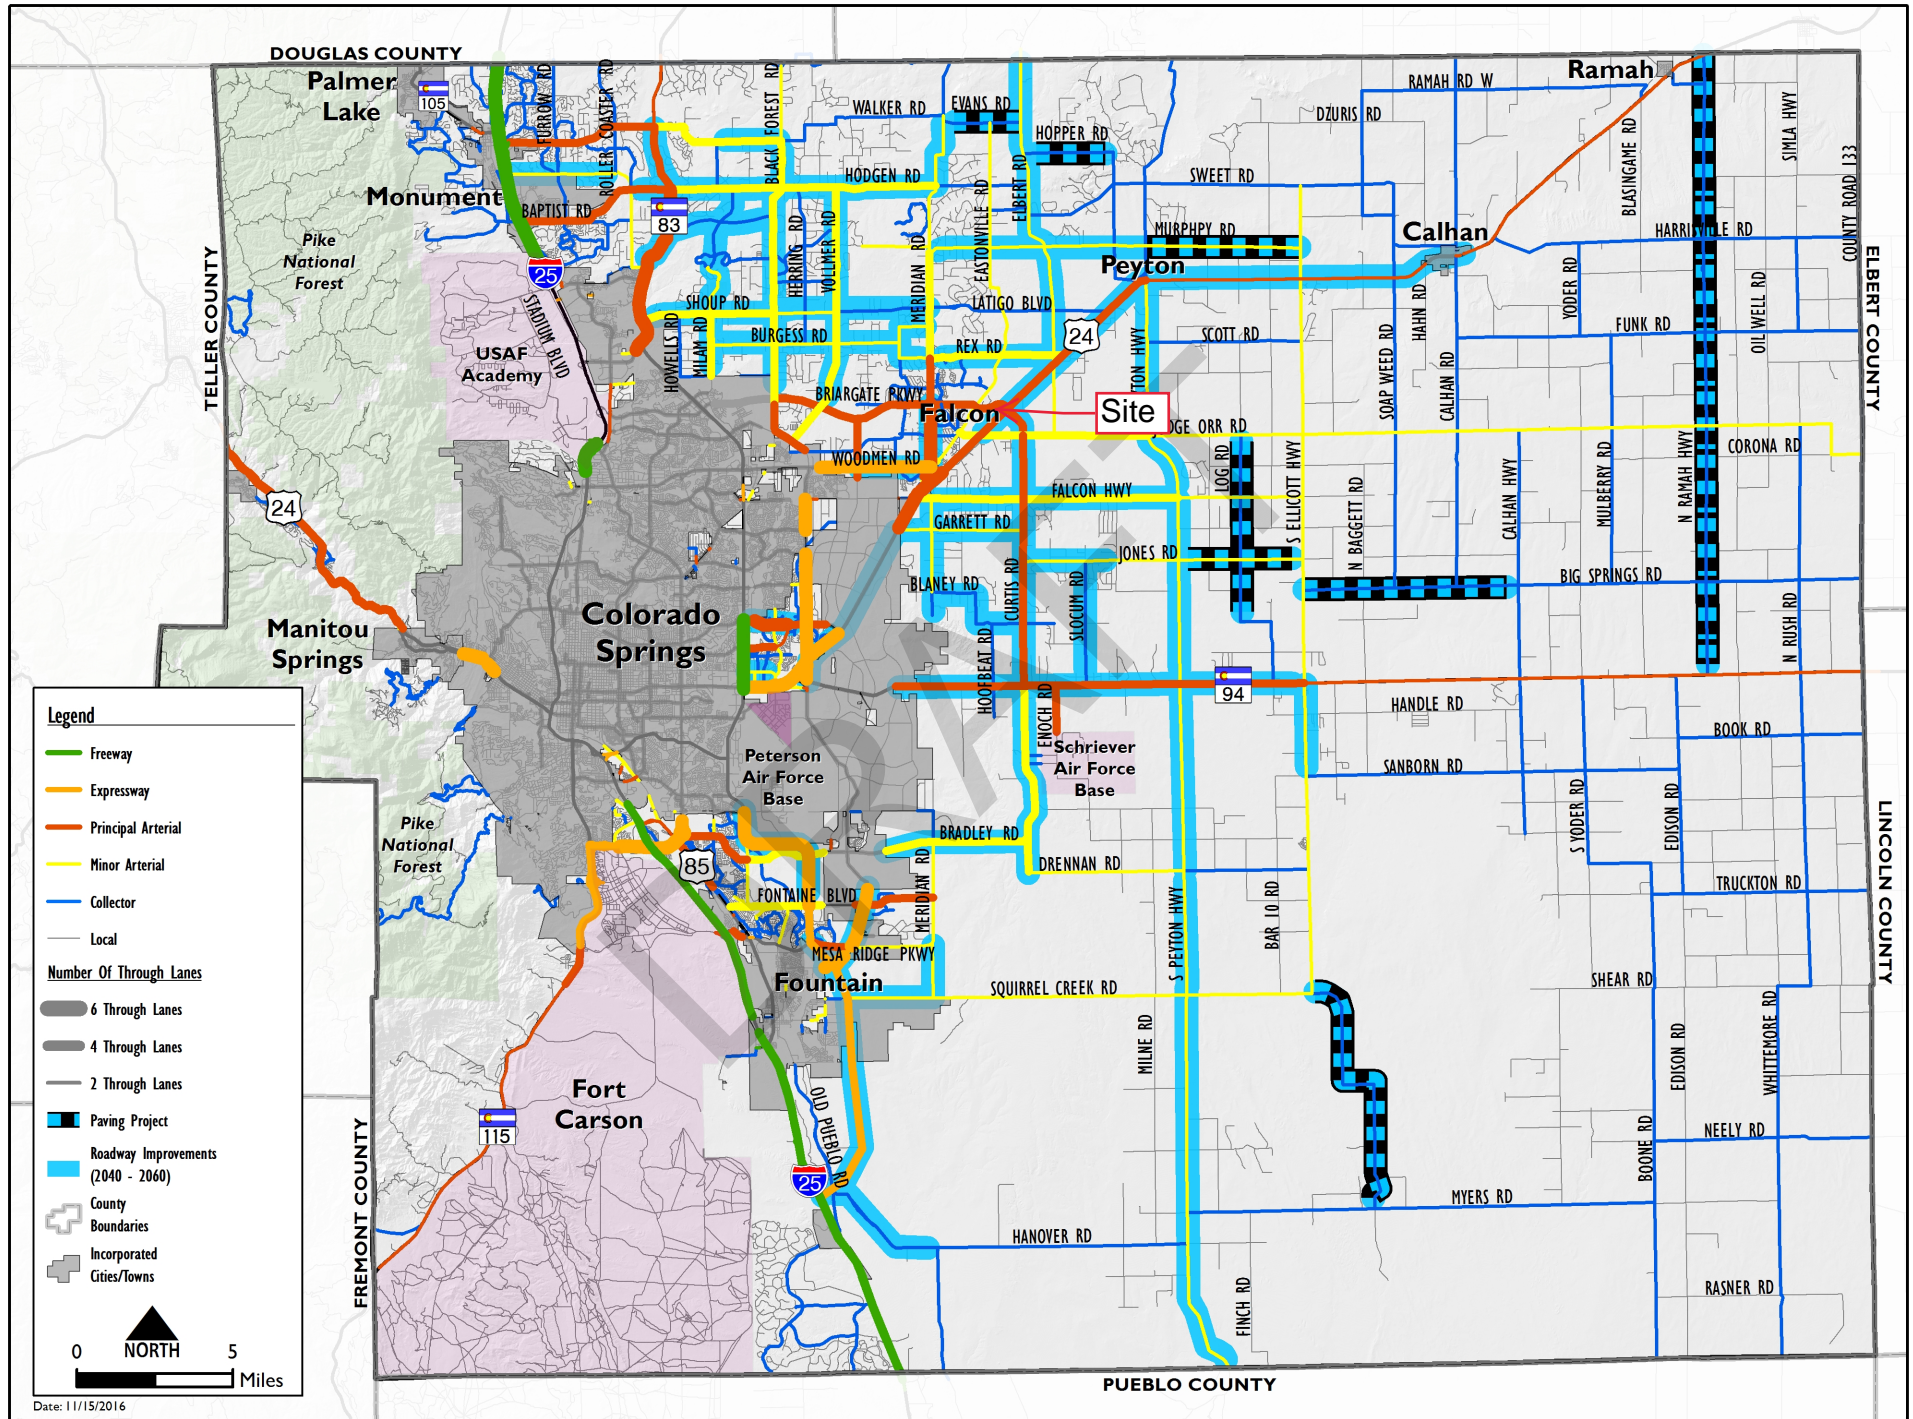 DOUGLAS COUNTY
Palmer
Lake
105
FURROW RD
ROLLER COASTER RD
BLACK FOREST RD
WALKER RD
EVANS RD
HOPPER RD
ELBERT RD
DZURIS RD
RAMAH RD W
Ramah
BLASINGAME RD
SIMLA HWY
COUNTY ROAD 133
Monument
BAPTIST RD
83
HODGEN RD
SWEET RD
Pike
National
Forest
HERRING RD
VOLLMER RD
MERIDIAN RD
EASTONVILLE RD
MURPHPY RD
Calhan
HARRISVILLE RD
Peyton
25
STADIUM BLVD
SHOUP RD
LATIGO BLVD
YODER RD
OIL WELL RD
ELBERT COUNTY
TELLER COUNTY
USAF
Academy
HOWELLS RD
MILAM RD
BURGESS RD
REX RD
24
TON HWY
SCOTT RD
SOAP WEED RD
HAHN RD
CALHAN RD
FUNK RD
BRIARGATE PKWY
Falcon
Site
DGE ORR RD
WOODMEN RD
LOG RD
S ELLICOTT HWY
N BAGGETT RD
CALHAN HWY
MULBERRY RD
N RAMAH HWY
CORONA RD
24
FALCON HWY
GARRETT RD
JONES RD
BLANEY RD
CURTIS RD
SLOCUM RD
BIG SPRINGS RD
N RUSH RD
Colorado
Springs
Manitou
Springs
HOOFBEAT RD
94
ENOCH RD
HANDLE RD
BOOK RD
Peterson
Air Force
Base
Schriever
Air Force
Base
SANBORN RD
S YODER RD
EDISON RD
LINCOLN COUNTY
Pike
National
Forest
BRADLEY RD
85
DRENNAN RD
MERIDIAN RD
FONTAINE BLVD
TRUCKTON RD
S PEYTON HWY
BAR 10 RD
MESA RIDGE PKWY
Fountain
SQUIRREL CREEK RD
SHEAR RD
MILNE RD
EDISON RD
WHITTEMORE RD
Fort
Carson
115
OLD PUEBLO RD
25
FREMONT COUNTY
BOONE RD
NEELY RD
MYERS RD
HANOVER RD
FINCH RD
RASNER RD
PUEBLO COUNTY
DRAFT
Legend
Freeway
Expressway
Principal Arterial
Minor Arterial
Collector
Local
Number Of Through Lanes
6 Through Lanes
4 Through Lanes
2 Through Lanes
Paving Project
Roadway Improvements
(2040 - 2060)
County
Boundaries
Incorporated
Cities/Towns
NORTH
0 5
Miles
Date: 11/15/2016